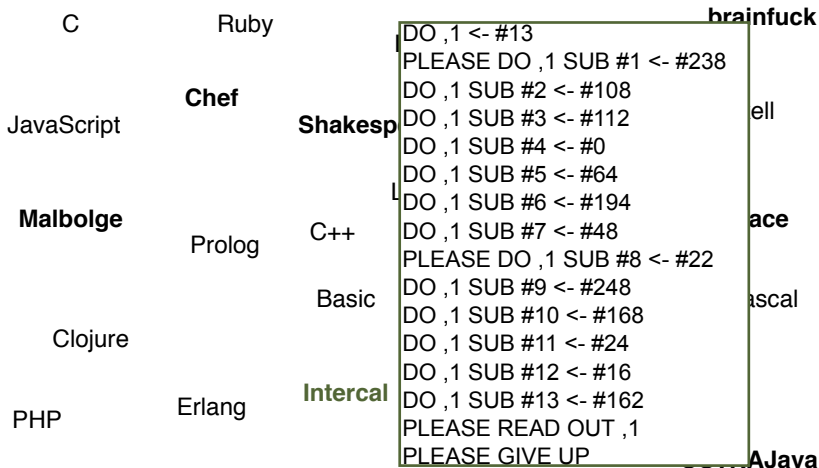 C
Ruby
brainfuck
Chef
JavaScript
Malbolge
Prolog
C++
Basic
Clojure
Intercal
PHP
Erlang
DO ,1 <- #13
PLEASE DO ,1 SUB #1 <- #238
DO ,1 SUB #2 <- #108
DO ,1 SUB #3 <- #112
DO ,1 SUB #4 <- #0
DO ,1 SUB #5 <- #64
DO ,1 SUB #6 <- #194
DO ,1 SUB #7 <- #48
PLEASE DO ,1 SUB #8 <- #22
DO ,1 SUB #9 <- #248
DO ,1 SUB #10 <- #168
DO ,1 SUB #11 <- #24
DO ,1 SUB #12 <- #16
DO ,1 SUB #13 <- #162
PLEASE READ OUT ,1
PLEASE GIVE UP